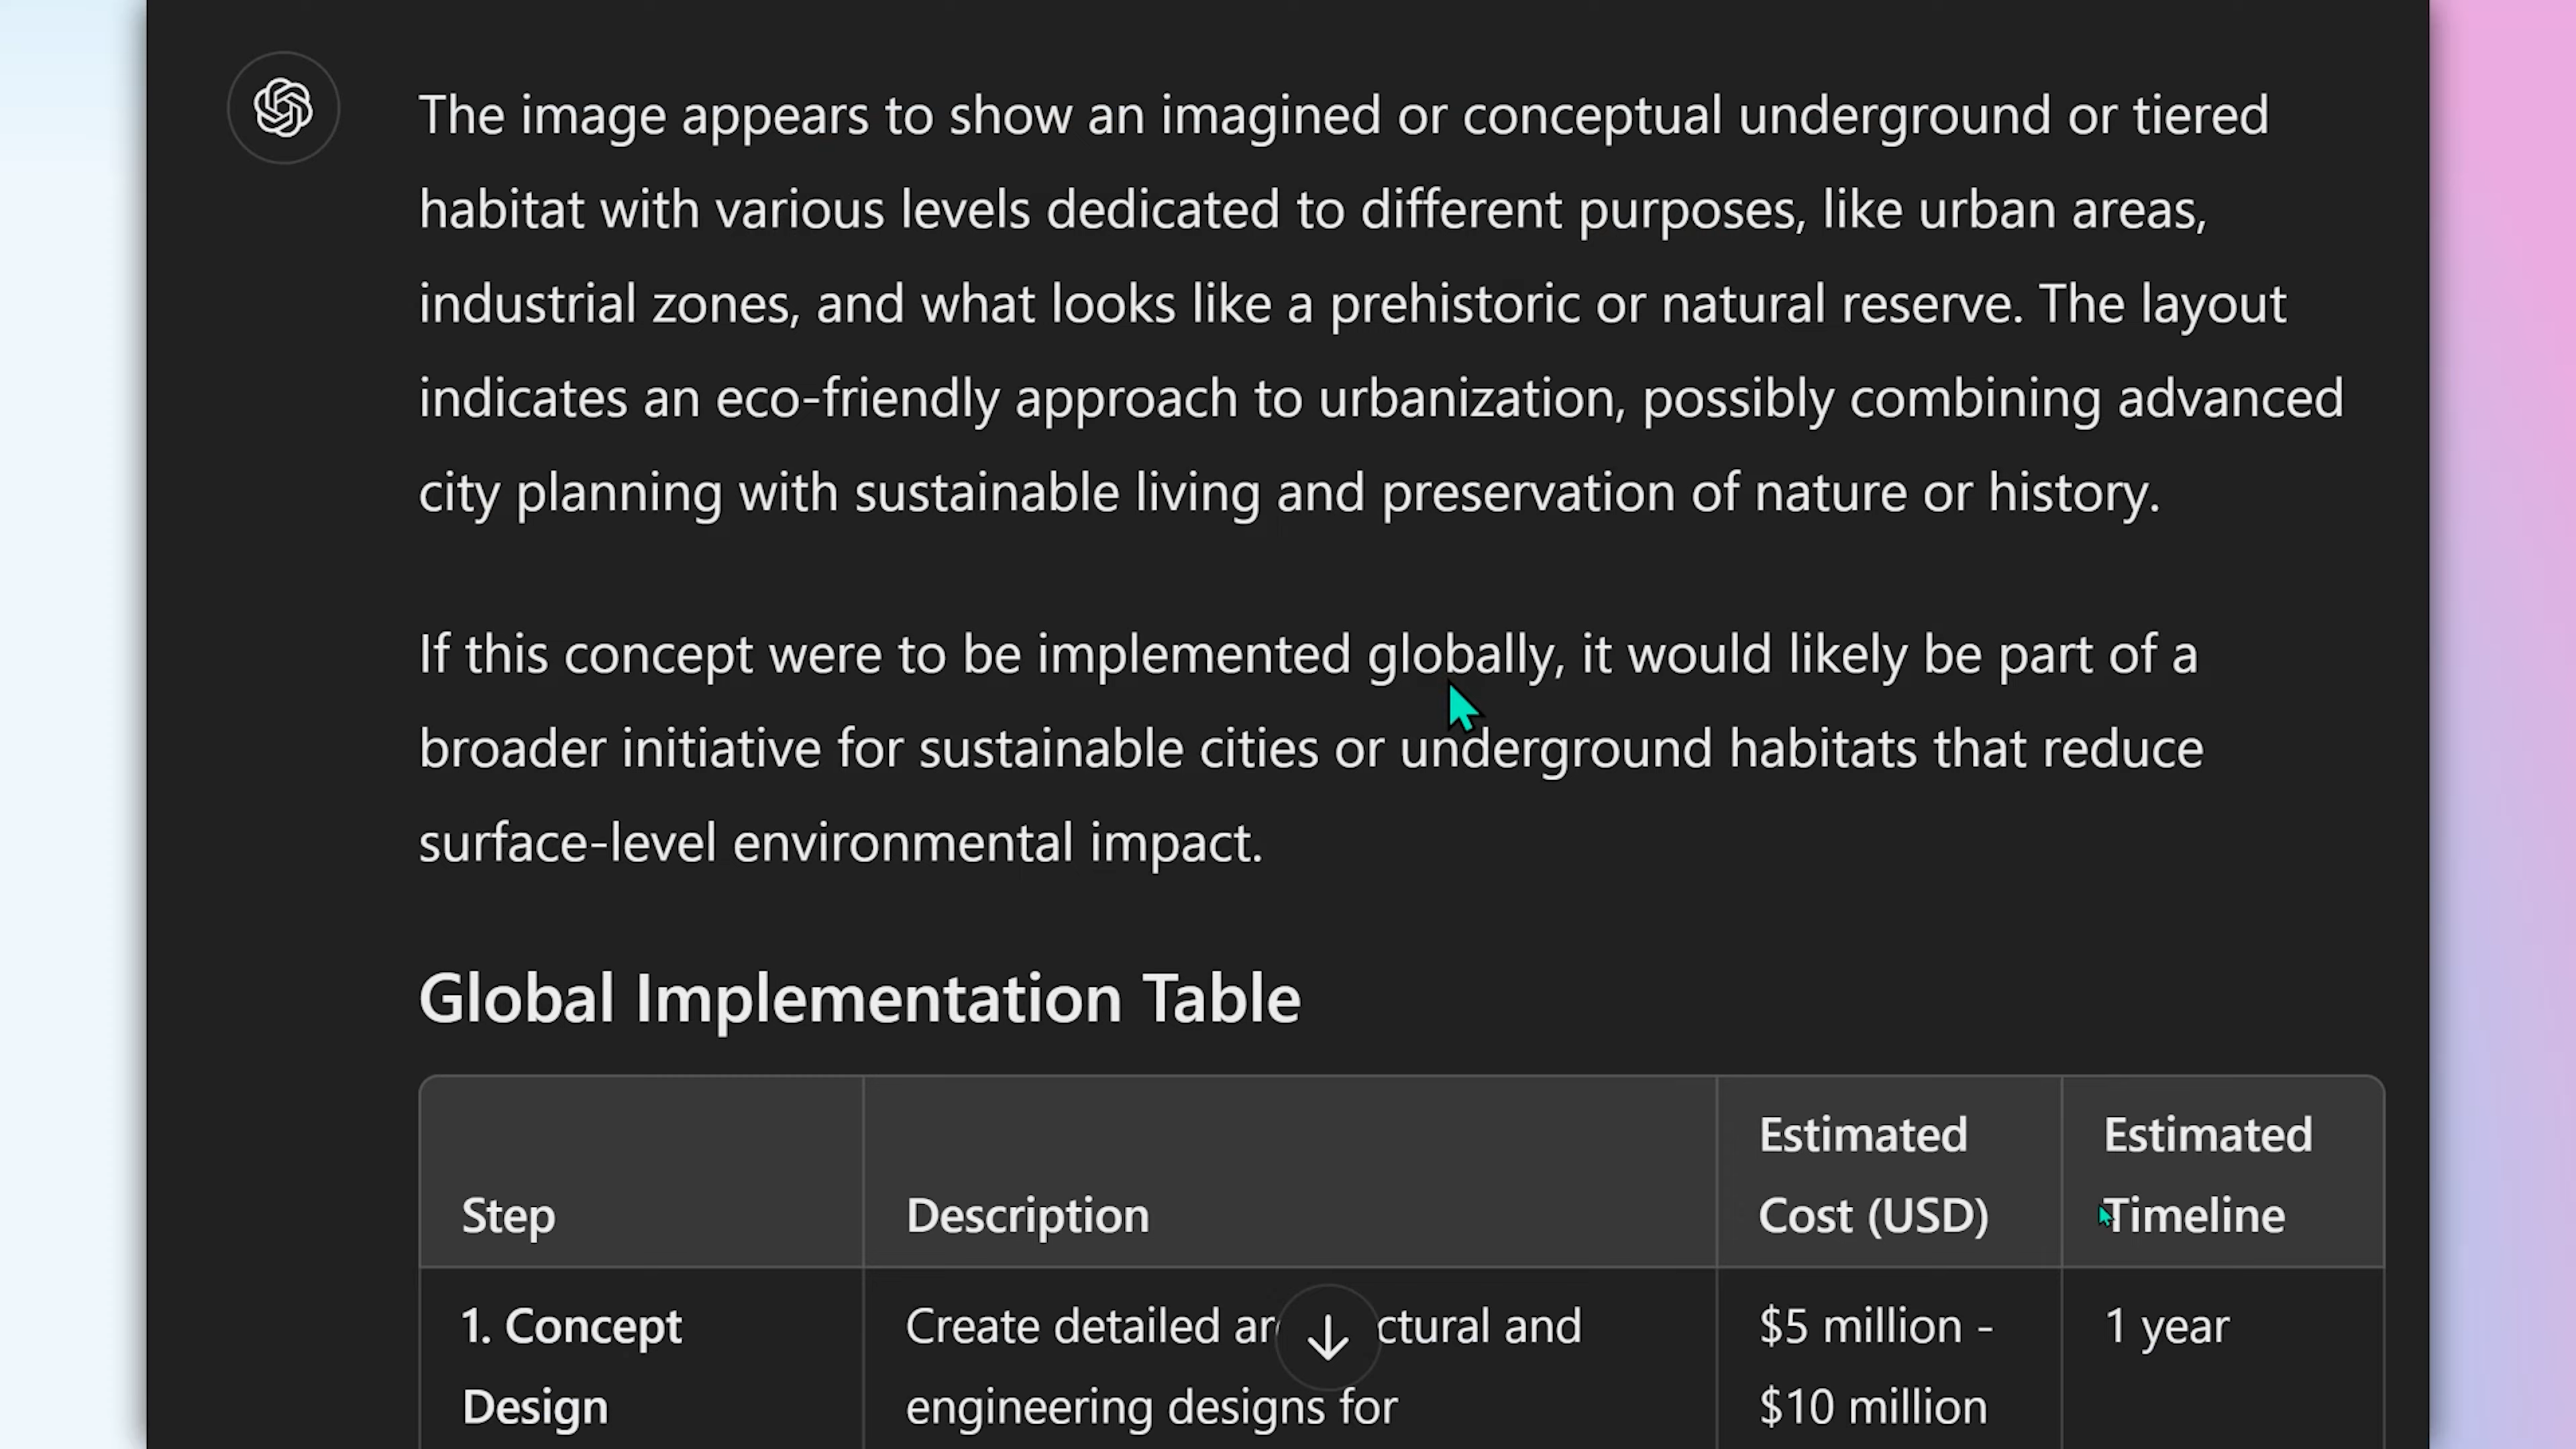 The image appears to show an imagined or conceptual underground or tiered
habitat with various levels dedicated to different purposes, like urban areas,
industrial zones, and what looks like a prehistoric or natural reserve. The layout
indicates an eco-friendly approach to urbanization, possibly combining advanced
city planning with sustainable living and preservation of nature or history.
If this concept were to be implemented globally, it would likely be part of a
broader initiative for sustainable cities or underground habitats that reduce
surface-level environmental impact.
Global Implementation Table
Step
Description
Estimated
Cost (USD)
Estimated
Timeline
1. Concept
Design
Create detailed ar ctural and
engineering designs for
$5 million -
$10 million
1 year